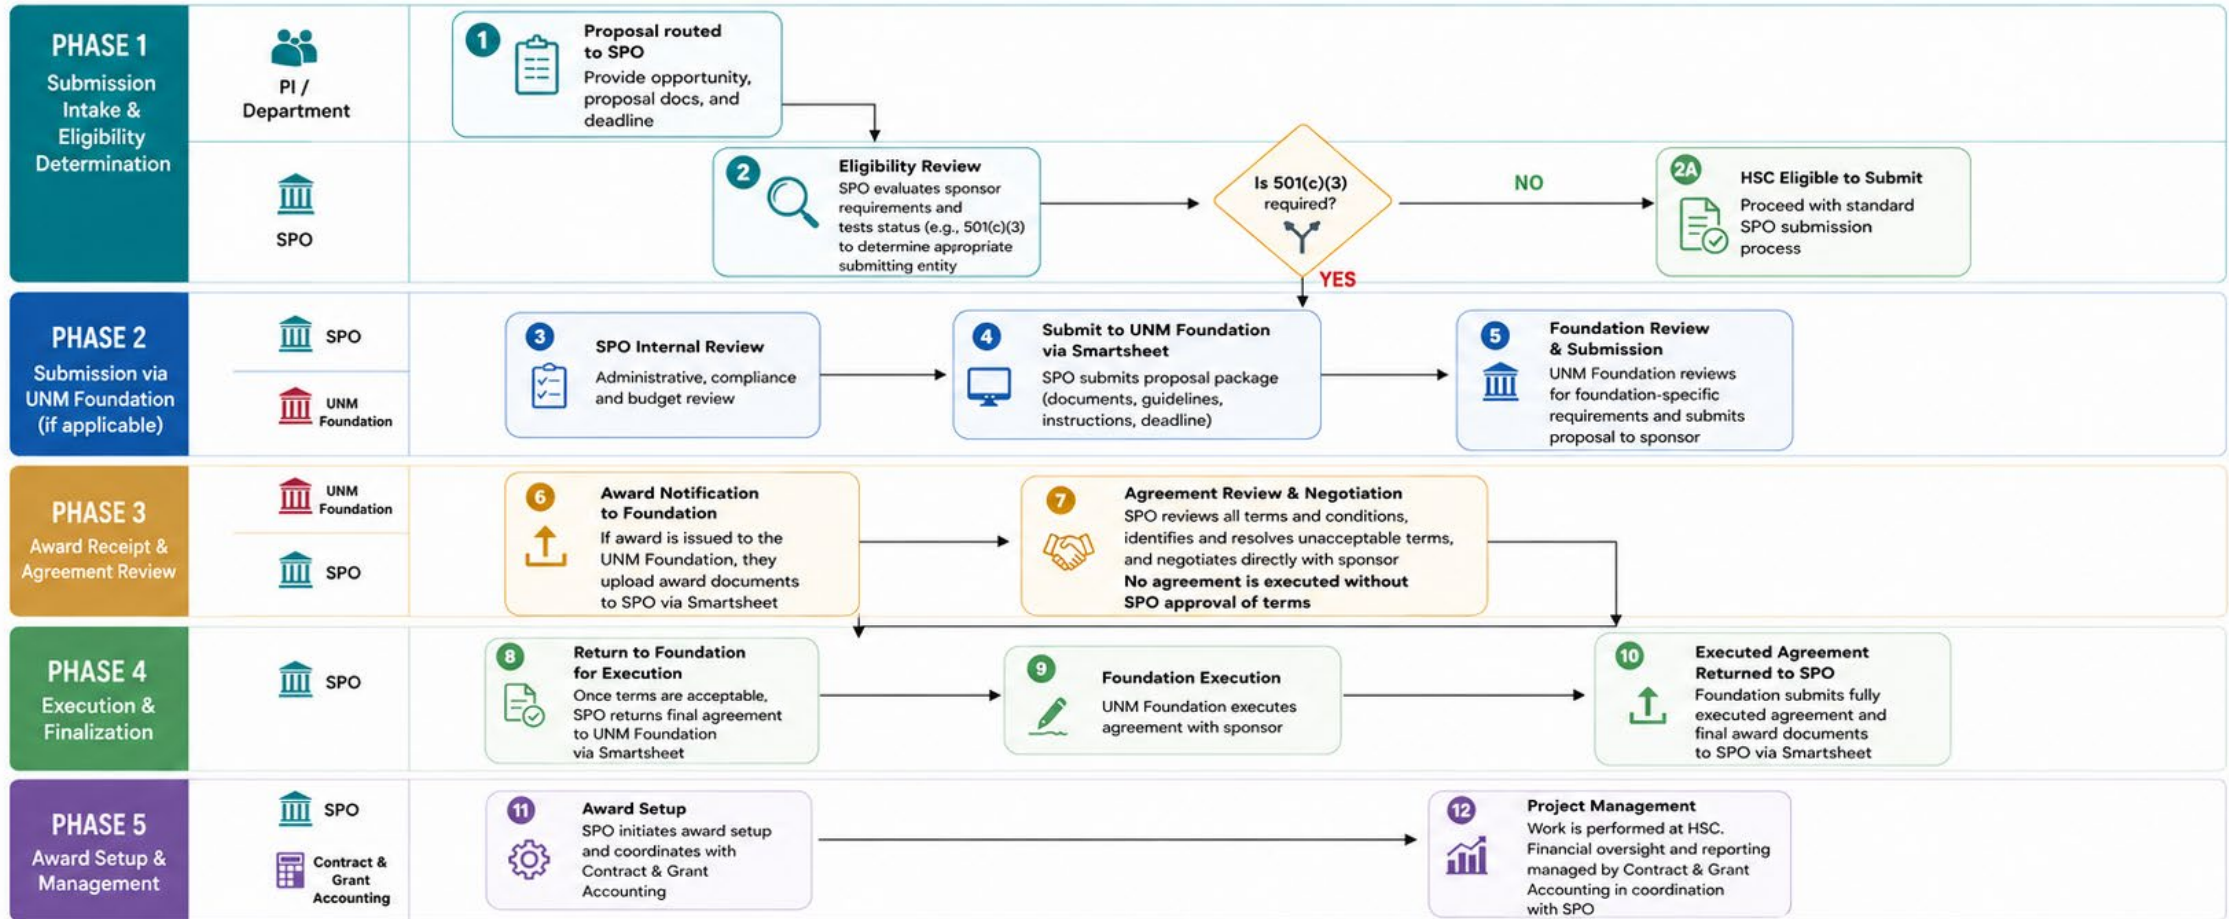 PHASE 1
Submission
Intake &
Eligibility
Determination
PI /
Department
1
Proposal routed
to SPO
Provide opportunity,
proposal docs, and
deadline
SPO
2
Eligibility Review
SPO evaluates sponsor
requirements and
tests status (e.g., 501(c)(3)
to determine appropriate
submitting entity
Is 501(c)(3)
required?
NO
YES
2A
HSC Eligible to Submit
Proceed with standard
SPO submission
process
PHASE 2
Submission via
UNM Foundation
(if applicable)
SPO
UNM
Foundation
3
SPO Internal Review
Administrative, compliance
and budget review
4
Submit to UNM Foundation
via Smartsheet
SPO submits proposal package
(documents, guidelines,
instructions, deadline)
5
Foundation Review
& Submission
UNM Foundation reviews
for foundation-specific
requirements and submits
proposal to sponsor
PHASE 3
Award Receipt &
Agreement Review
UNM
Foundation
SPO
6
Award Notification
to Foundation
If award is issued to the
UNM Foundation, they
upload award documents
to SPO via Smartsheet
7
Agreement Review & Negotiation
SPO reviews all terms and conditions,
identifies and resolves unacceptable terms,
and negotiates directly with sponsor
No agreement is executed without
SPO approval of terms
PHASE 4
Execution &
Finalization
SPO
8
Return to Foundation
for Execution
Once terms are acceptable,
SPO returns final agreement
to UNM Foundation
via Smartsheet
9
Foundation Execution
UNM Foundation executes
agreement with sponsor
10
Executed Agreement
Returned to SPO
Foundation submits fully
executed agreement and
final award documents
to SPO via Smartsheet
PHASE 5
Award Setup &
Management
SPO
Contract &
Grant
Accounting
11
Award Setup
SPO initiates award setup
and coordinates with
Contract & Grant
Accounting
12
Project Management
Work is performed at HSC.
Financial oversight and reporting
managed by Contract & Grant
Accounting in coordination
with SPO